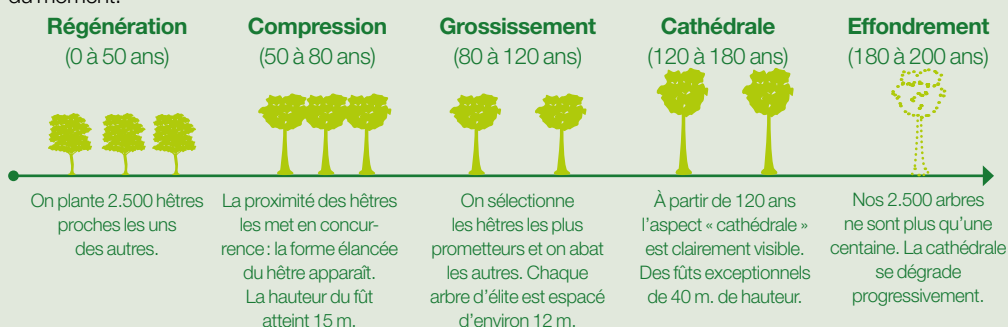 Régénération
(0 à 50 ans)
On plante 2.500 hêtres
proches les uns
des autres.
Compression
(50 à 80 ans)
La proximité des hêtres
les met en concur-
rence : la forme élancée
du hêtre apparaît.
La hauteur du fût
atteint 15 m.
Grossissement
(80 à 120 ans)
On sélectionne
les hêtres les plus
prometteurs et on abat
les autres. Chaque
arbre d'élite est espacé
d'environ 12 m.
Cathédrale
(120 à 180 ans)
À partir de 120 ans
l'aspect « cathédrale »
est clairement visible.
Des fûts exceptionnels
de 40 m. de hauteur.
Effondrement
(180 à 200 ans)
Nos 2.500 arbres
ne sont plus qu'une
centaine. La cathédrale
se dégrade
progressivement.